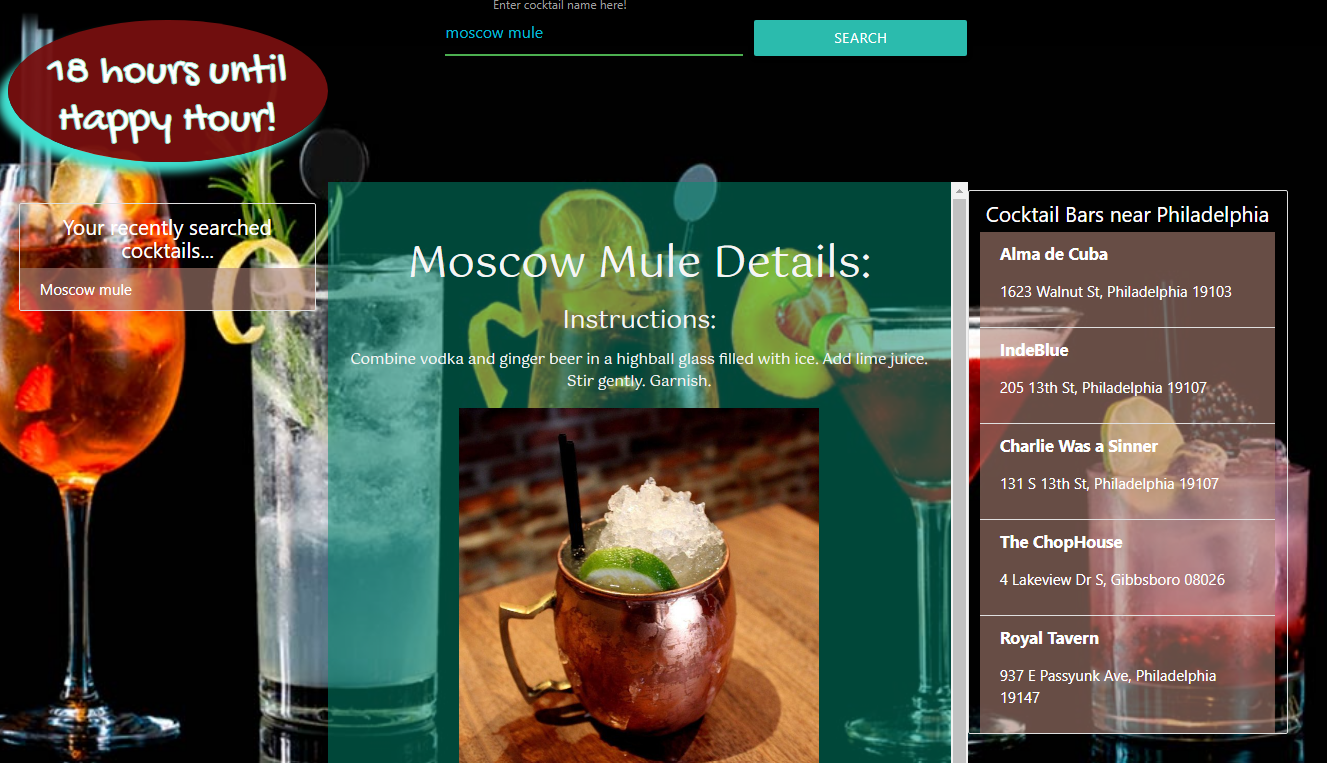 Enter cocktail name here!
moscow mule
SEARCH
18 hours until
Happy Hour!
Your recently searched
cocktails...
Moscow mule
Moscow Mule Details:
Instructions:
Combine vodka and ginger beer in a highball glass filled with ice. Add lime juice.
Stir gently. Garnish.
Cocktail Bars near Philadelphia
Alma de Cuba
1623 Walnut St, Philadelphia 19103
IndeBlue
205 13th St, Philadelphia 19107
Charlie Was a Sinner
131 S 13th St, Philadelphia 19107
The ChopHouse
4 Lakeview Dr S, Gibbsboro 08026
Royal Tavern
937 E Passyunk Ave, Philadelphia
19147